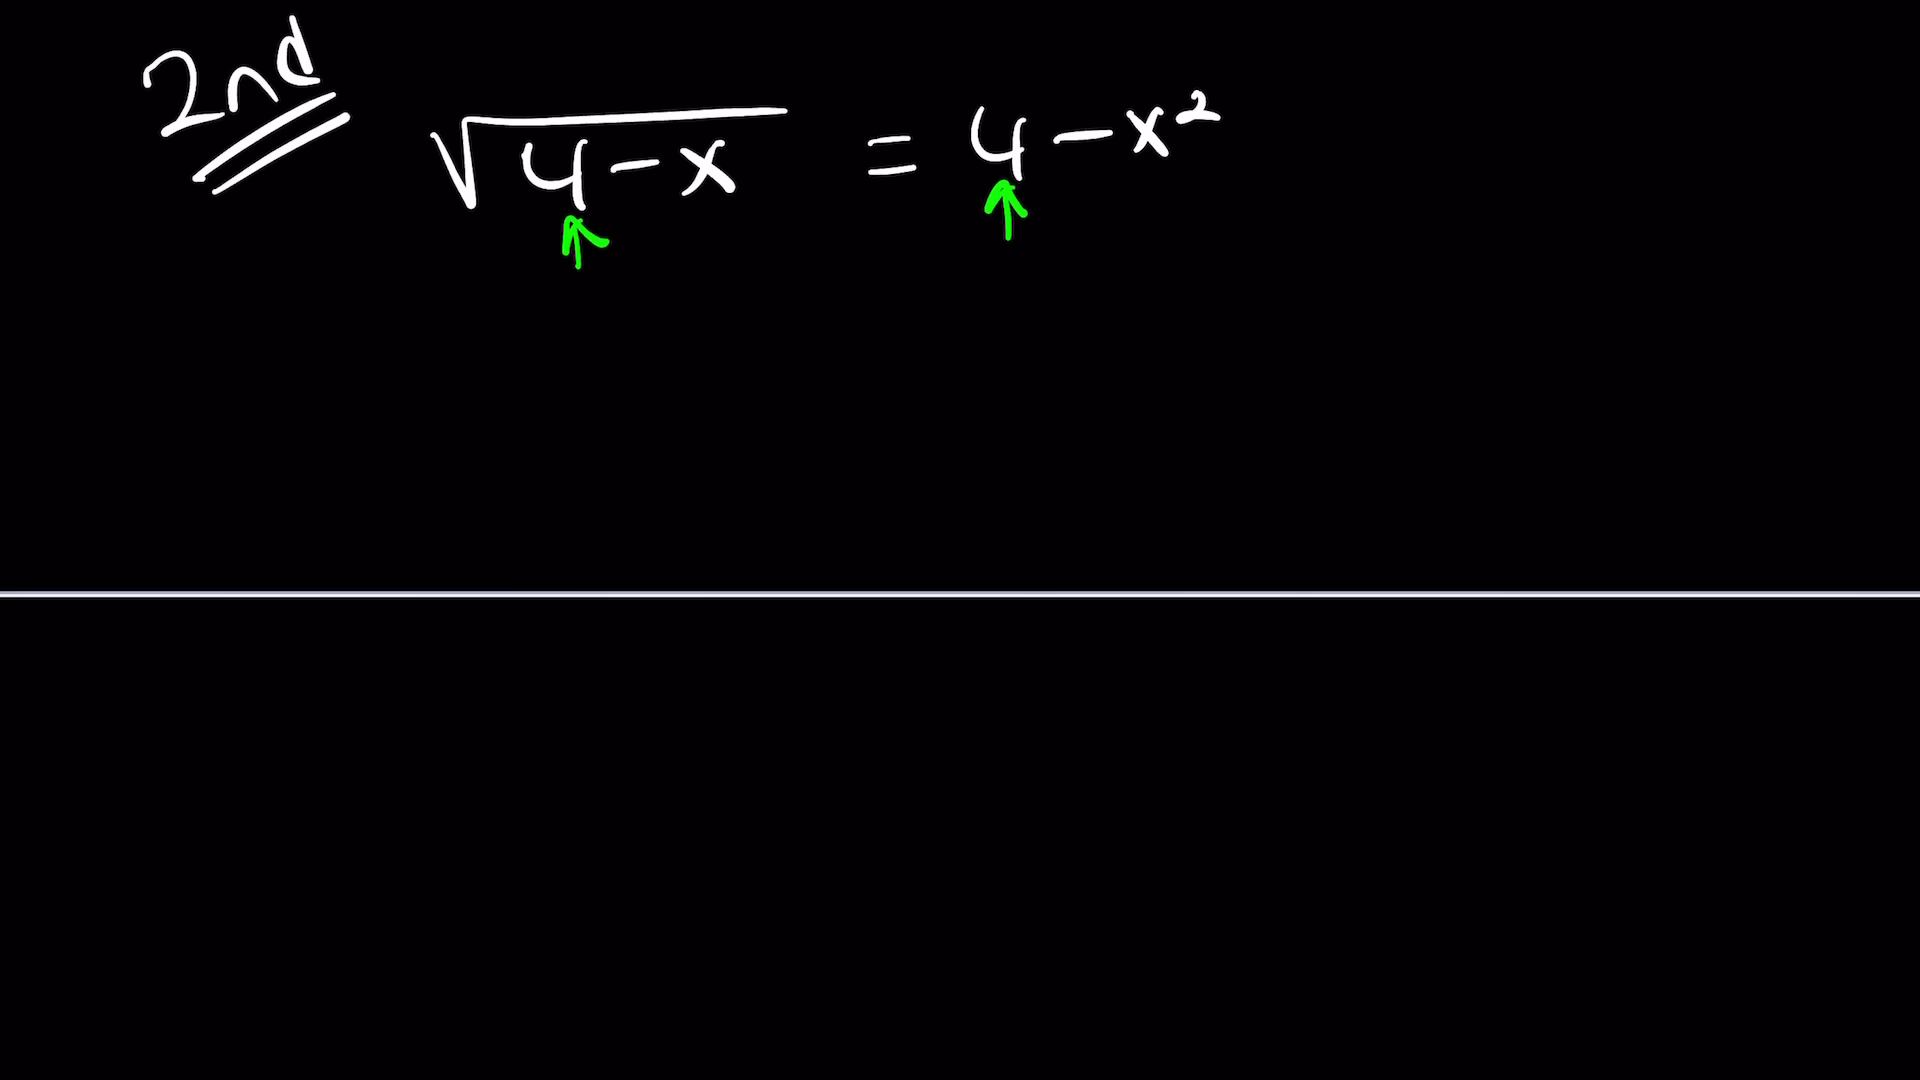 2nd
√4-x = 4-x²